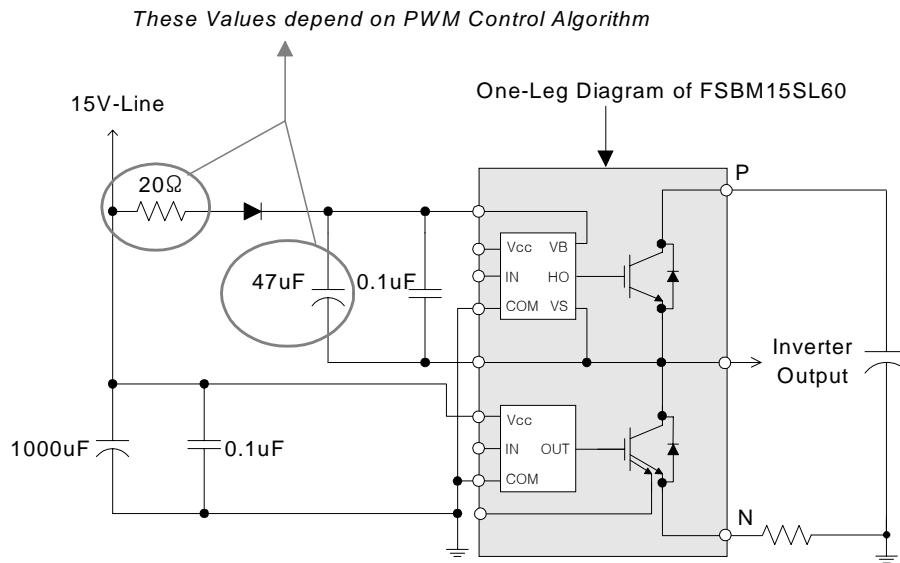 These Values depend on PWM Control Algorithm
One-Leg Diagram of FSBM15SL60
15V-Line
P
20Ω
Vcc VB
IN HO
COM VS
47uF
0.1uF
Inverter
Output
Vcc
IN OUT
COM
1000uF
0.1uF
N